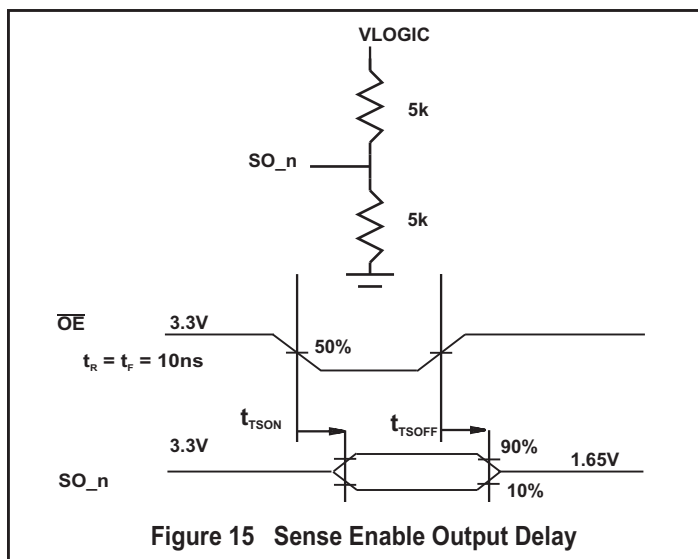 VLOGIC
5k
SO_n
5k
OE
3.3V
50%
tR = tF = 10ns
tTSON
tTSOFF
3.3V
90%
1.65V
SO_n
10%
Figure 15 Sense Enable Output Delay